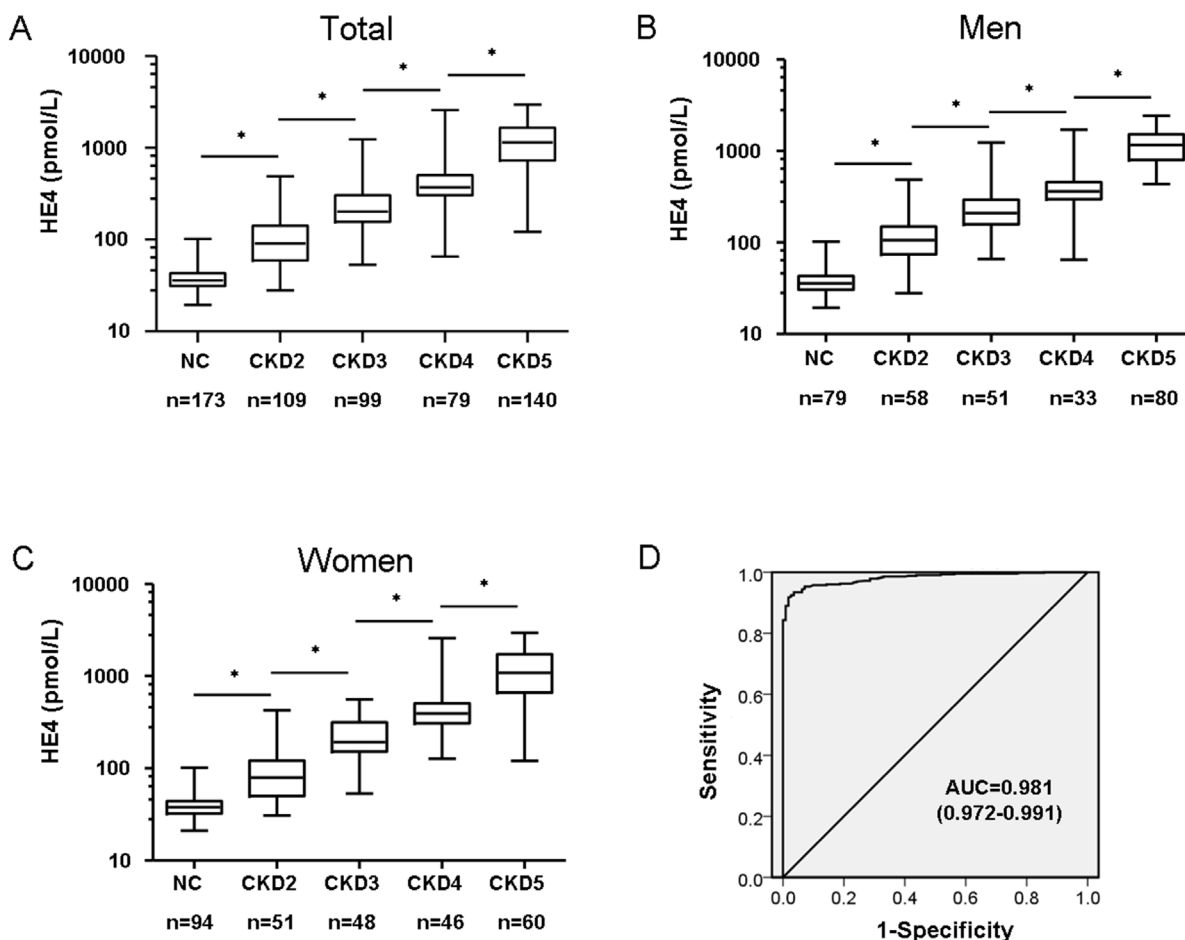 A
Total
HE4 (pmol/L)
10000
*
*
*
*
1000
100
10
NC CKD2 CKD3 CKD4 CKD5
n=173 n=109 n=99 n=79 n=140
B
Men
HE4 (pmol/L)
10000
*
*
*
*
1000
100
10
NC CKD2 CKD3 CKD4 CKD5
n=79 n=58 n=51 n=33 n=80
C
Women
HE4 (pmol/L)
10000
*
*
*
*
1000
100
10
NC CKD2 CKD3 CKD4 CKD5
n=94 n=51 n=48 n=46 n=60
D
Sensitivity
1.0
0.8
0.6
0.4
0.2
0.0
AUC=0.981
(0.972-0.991)
0.0 0.2 0.4 0.6 0.8 1.0
1-Specificity